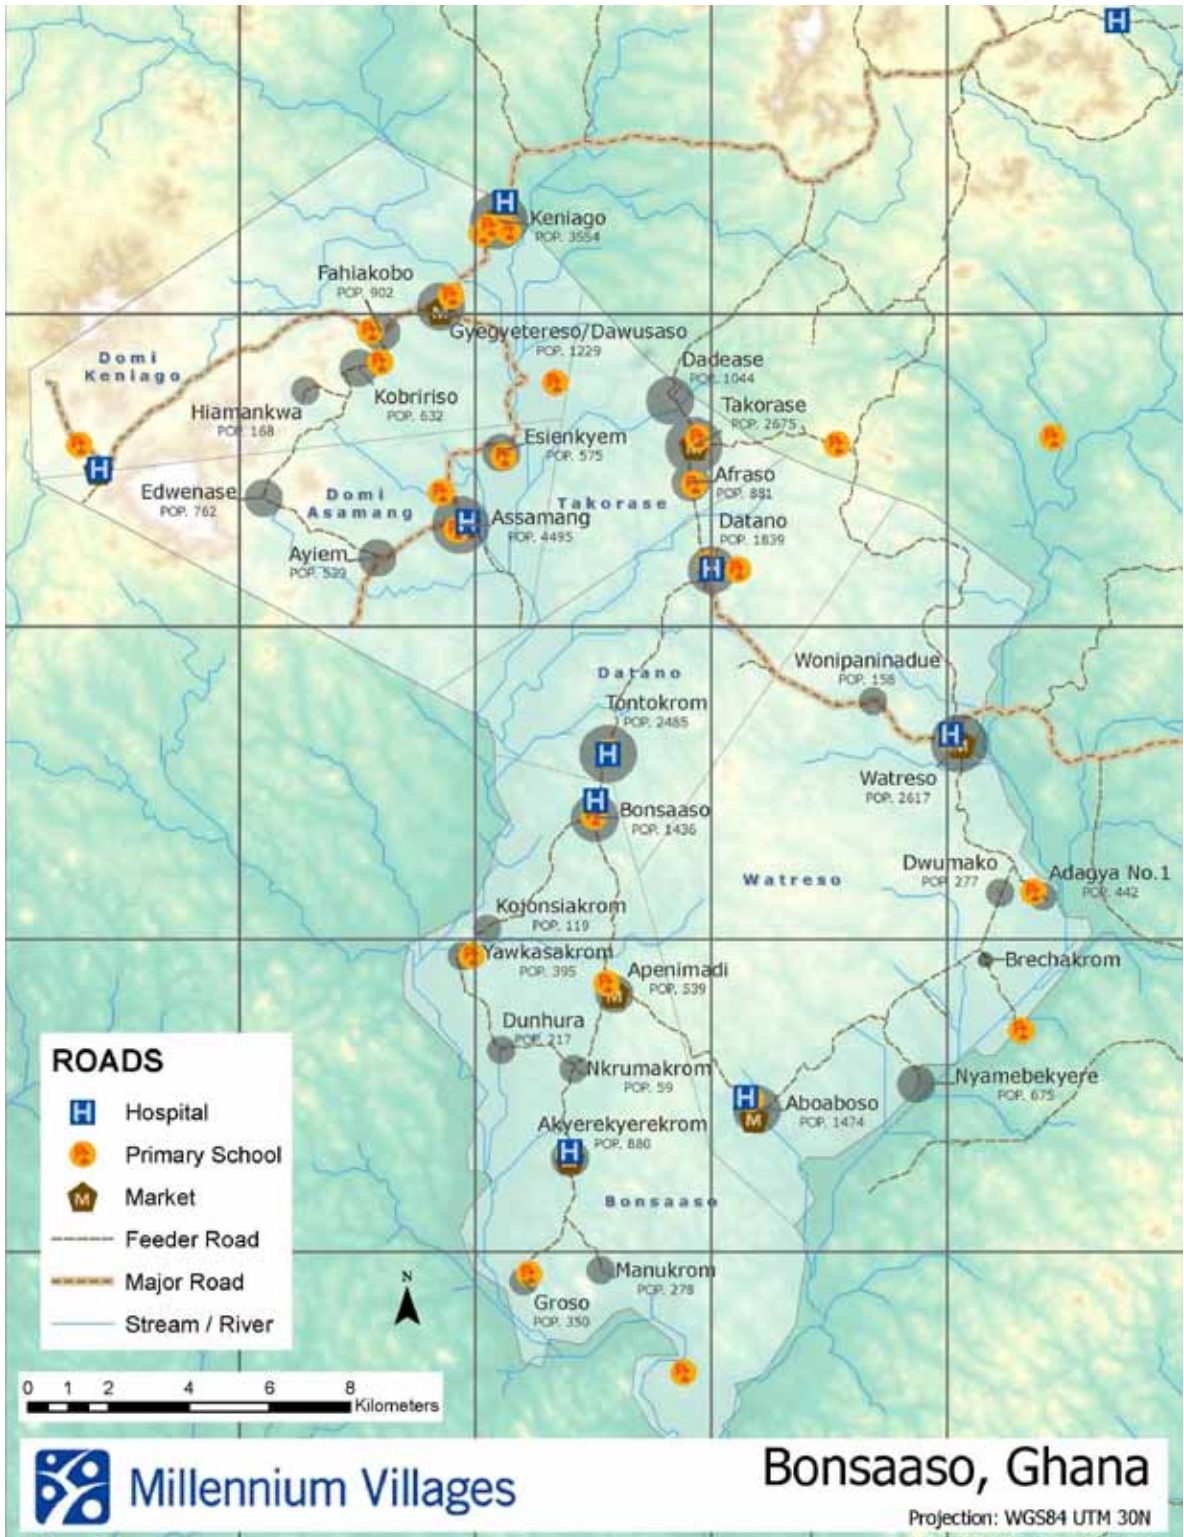 H
Keniago
POP. 3554
Fahiakobo
POP. 902
Gyegyetereso/Dawusaso
POP. 1229
Domi
Keniago
Dadease
POP. 1044
Kobririso
POP. 632
Hiamankwa
POP. 168
Takorase
POP. 2675
Esienkyem
POP. 575
Afraso
POP. 881
Edwenase
POP. 762
Domi
Asamang
Takorase
Assamang
POP. 4495
Datano
POP. 1839
Ayiem
Datano
Wonipaninadue
POP. 158
Tontokrom
POP. 2485
Watreso
POP. 2617
Bonsaaso
POP. 1436
Dwumako
POP. 277
Adagya No.1
POP. 442
Watreso
Kojonsiakrom
POP. 119
Yawkasakrom
POP. 395
Apenimadi
POP. 539
Brechakrom
Dunhura
POP. 217
Nkrumakrom
POP. 59
Nyamebekyere
POP. 675
Aboaboso
POP. 1474
Akyerekyerekrom
POP. 880
Bonsaaso
Manukrom
POP. 278
Groso
POP. 350
ROADS
H Hospital
Primary School
M Market
Feeder Road
Major Road
Stream / River
N
0 1 2 4 6 8
Kilometers
Millennium Villages
Bonsaaso, Ghana
Projection: WGS84 UTM 30N